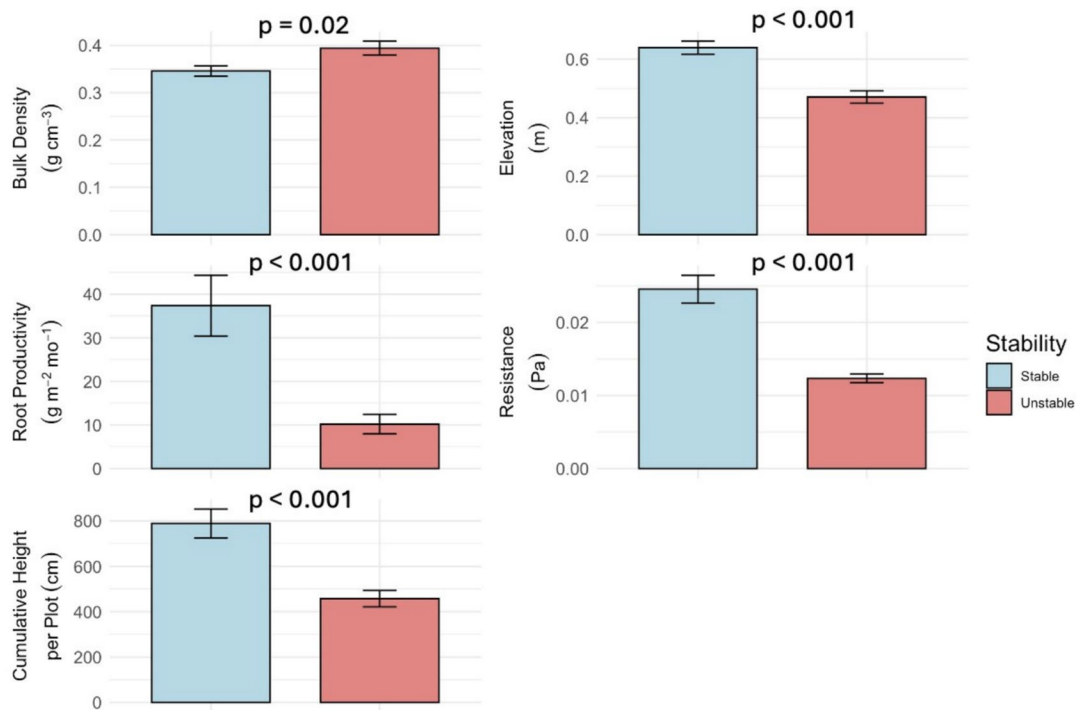 p = 0.02
Bulk Density
(g cm⁻³)
0.4
0.3
0.2
0.1
0.0
p < 0.001
Elevation
(m)
0.6
0.4
0.2
0.0
p < 0.001
Root Productivity
(g m⁻² mo⁻¹)
40
30
20
10
0
p < 0.001
Resistance
(Pa)
0.02
0.01
0.00
Stability
Stable
Unstable
p < 0.001
Cumulative Height
per Plot (cm)
800
600
400
200
0